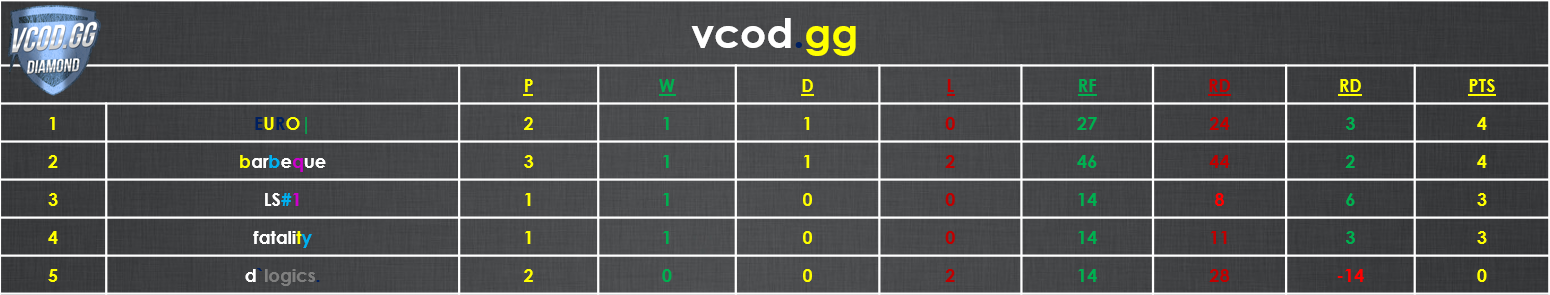 VCOD.GG
DIAMOND
vcod.gg
P W D L RF RD RD PTS
1 EURO| 2 1 1 0 27 24 3 4
2 barbeque 3 1 1 2 46 44 2 4
3 LS#1 1 1 0 0 14 8 6 3
4 fatality 1 1 0 0 14 11 3 3
5 d`logics. 2 0 0 2 14 28 -14 0